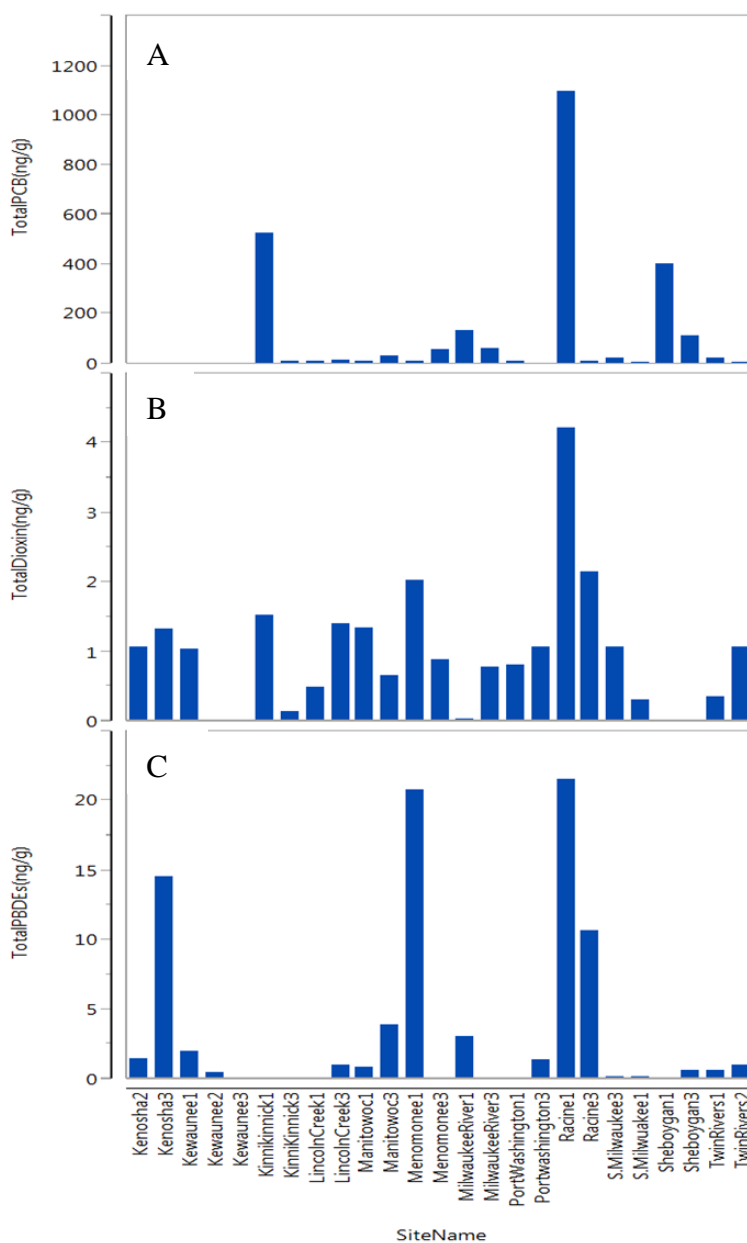 A
TotalPCB(ng/g)
1200
1000
800
600
400
200
0
B
TotalDioxin(ng/g)
4
3
2
1
0
C
TotalPBDEs(ng/g)
20
15
10
5
0
Kenosha2
Kenosha3
Kewaunee1
Kewaunee2
Kewaunee3
Kinnikinnick1
KinniKinnick3
LincolnCreek1
LincolnCreek3
Manitowoc1
Manitowoc3
Menomonee1
Menomonee3
MilwaukeeRiver1
MilwaukeeRiver3
PortWashington1
Portwashington3
Racine1
Racine3
S.Milwaukee3
S.Milwuakee1
Sheboygan1
Sheboygan3
TwinRivers1
TwinRivers2
SiteName